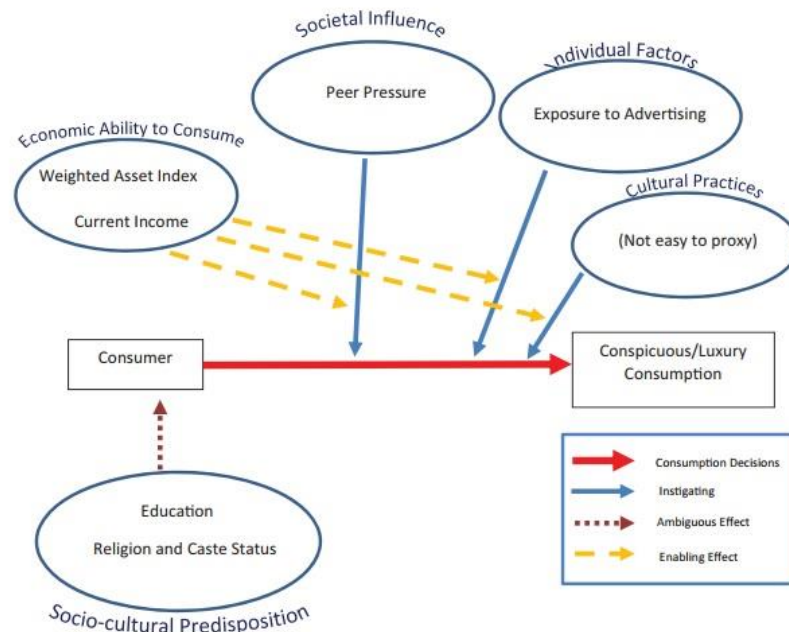 Societal Influence
Peer Pressure
Individual Factors
Exposure to Advertising
Economic Ability to Consume
Weighted Asset Index
Current Income
Cultural Practices
(Not easy to proxy)
Consumer
Conspicuous/Luxury
Consumption
Education
Religion and Caste Status
Socio-cultural Predisposition
Consumption Decisions
Instigating
Ambiguous Effect
Enabling Effect